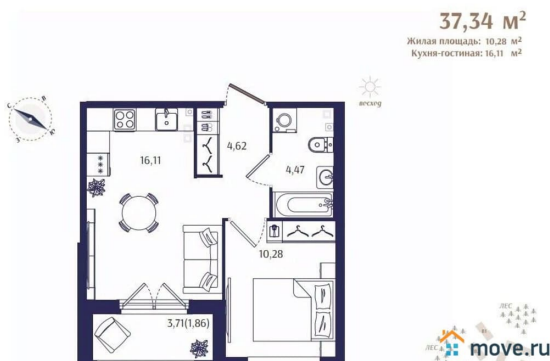 37,34 м²
Жилая площадь: 10,28 м²
Кухня-гостиная: 16,11 м²
восход
С
В
Ю
4,62
16,11
4,47
10,28
3,71(1,86)
ЛЕС
ЛЕС
move.ru